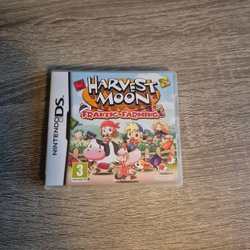 NINTENDO DS
HARVEST
MOON
FRANTIC FARMING
3